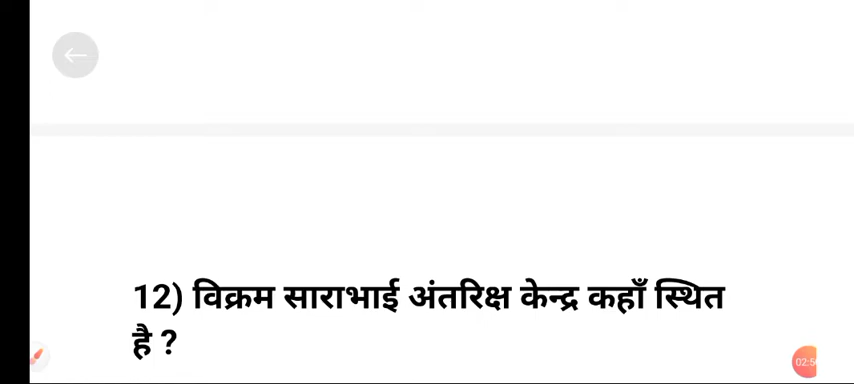 12) विक्रम साराभाई अंतरिक्ष केन्द्र कहाँ स्थित
है ?